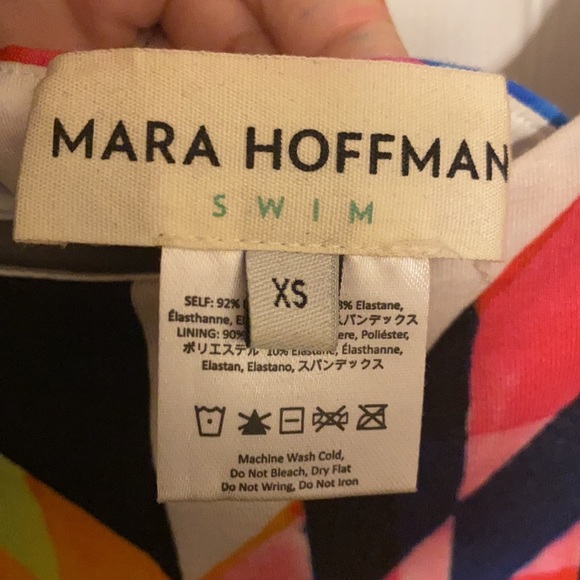 MARA HOFFMAN
SWIM
XS
SELF: 92% 8% Elastane,
Élasthanne, スパンデックス
LINING: 90% Poliéster,
ポリエステル 10% Elastane, Élasthanne,
Elastan, Elastano, スパンデックス
Machine Wash Cold,
Do Not Bleach, Dry Flat
Do Not Wring, Do Not Iron